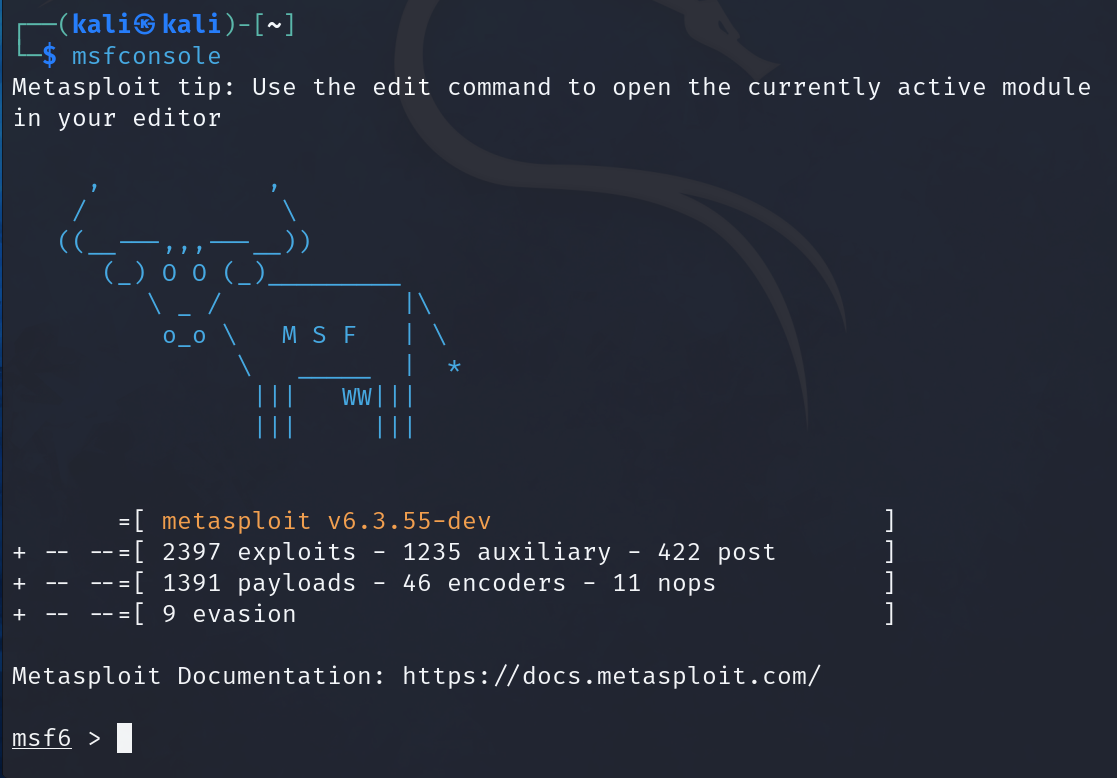 ┌──(kali㉿kali)-[~]
└─$ msfconsole
Metasploit tip: Use the edit command to open the currently active module
in your editor
     ,           ,
    /             \
   ((__---,,,---__))
      (_) O O (_)_________
         \ _ /            |\
          o_o \   M S F   | \
               \   _____  |  *
                |||   WW|||
                |||     |||
       =[ metasploit v6.3.55-dev                          ]
+ -- --=[ 2397 exploits - 1235 auxiliary - 422 post       ]
+ -- --=[ 1391 payloads - 46 encoders - 11 nops           ]
+ -- --=[ 9 evasion                                       ]
Metasploit Documentation: https://docs.metasploit.com/
msf6 >